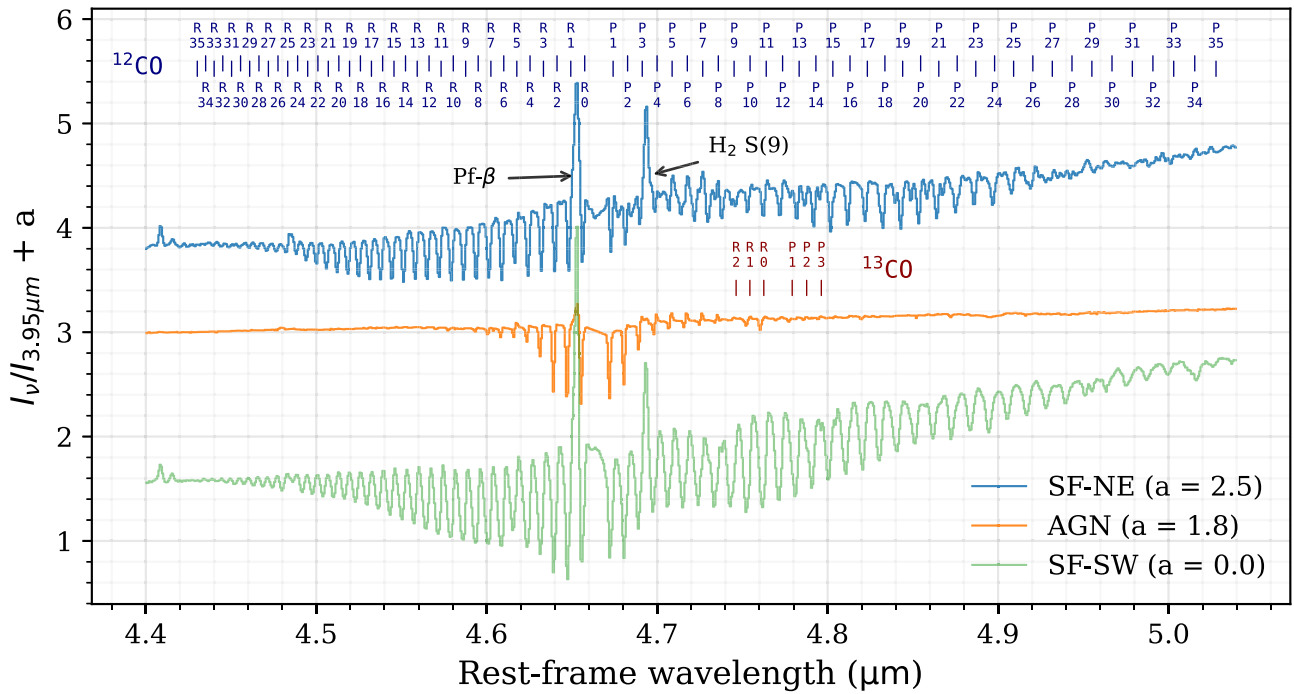 6
5
4
3
2
1
I_ν/I_3.95μm + a
R R R R R R R R R R R R R R R R R R P P P P P P P P P P P P P P P P P P
35 33 31 29 27 25 23 21 19 17 15 13 11 9 7 5 3 1 1 3 5 7 9 11 13 15 17 19 21 23 25 27 29 31 33 35
¹²CO
R R R R R R R R R R R R R R R R R R P P P P P P P P P P P P P P P P P
34 32 30 28 26 24 22 20 18 16 14 12 10 8 6 4 2 0 2 4 6 8 10 12 14 16 18 20 22 24 26 28 30 32 34
H₂ S(9)
Pf-β
R R R P P P
2 1 0 1 2 3
¹³CO
SF-NE (a = 2.5)
AGN (a = 1.8)
SF-SW (a = 0.0)
4.4 4.5 4.6 4.7 4.8 4.9 5.0
Rest-frame wavelength (μm)